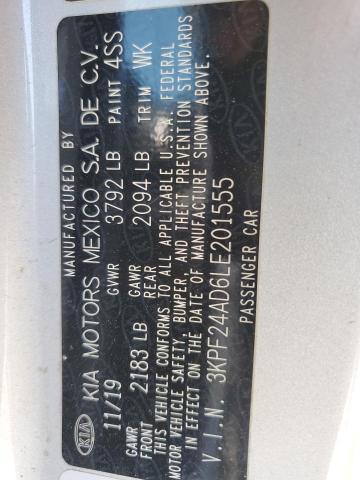 MANUFACTURED BY
KIA KIA MOTORS MEXICO S.A. DE C.V.
11/19 GVWR 3792 LB PAINT 4SS
GAWR FRONT 2183 LB GAWR REAR 2094 LB TRIM WK
THIS VEHICLE CONFORMS TO ALL APPLICABLE U.S.A. FEDERAL
MOTOR VEHICLE SAFETY, BUMPER, AND THEFT PREVENTION STANDARDS
IN EFFECT ON THE DATE OF MANUFACTURE SHOWN ABOVE.
V.I.N. 3KPF24AD6LE201555
PASSENGER CAR